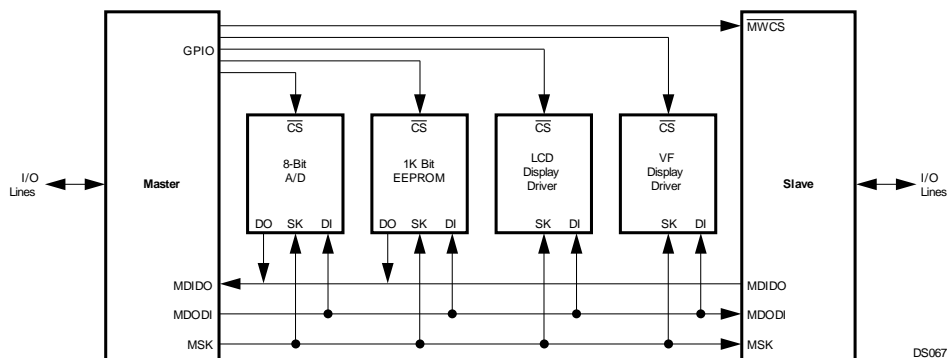 MWCS
GPIO
CS
CS
CS
CS
8-Bit
A/D
1K Bit
EEPROM
LCD
Display
Driver
VF
Display
Driver
I/O
Lines
Master
Slave
I/O
Lines
DO SK DI
DO SK DI
SK DI
SK DI
MDIDO
MDIDO
MDODI
MDODI
MSK
MSK
DS067